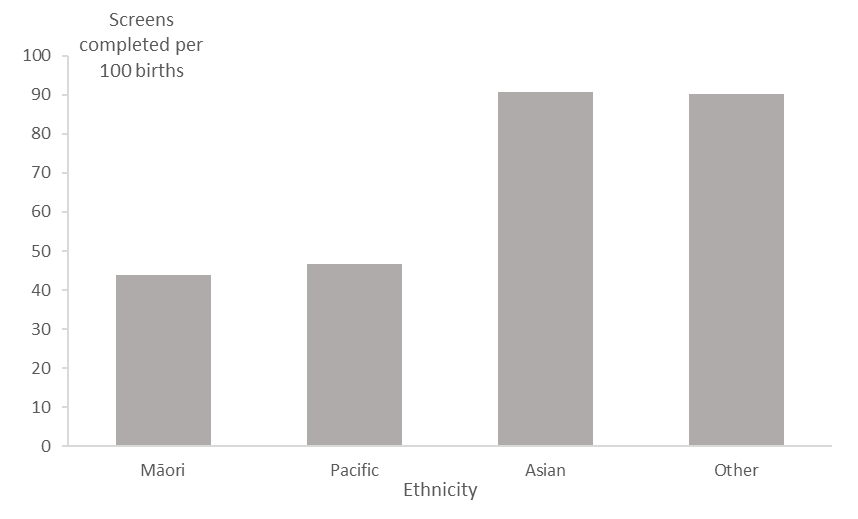 Screens
completed per
100 births
100
90
80
70
60
50
40
30
20
10
0
Māori
Pacific
Asian
Other
Ethnicity